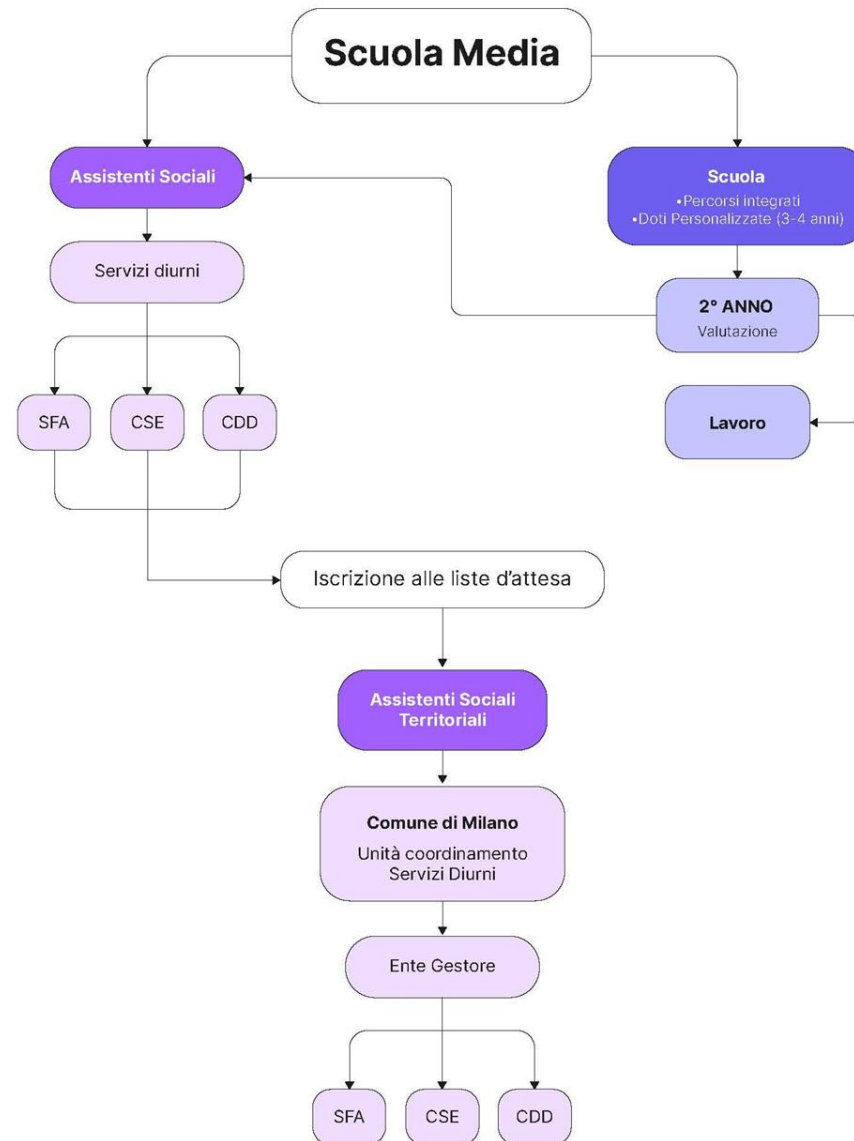 Scuola Media
Assistenti Sociali
Scuola
•Percorsi integrati
•Doti Personalizzate (3-4 anni)
Servizi diurni
2° ANNO
Valutazione
SFA
CSE
CDD
Lavoro
Iscrizione alle liste d’attesa
Assistenti Sociali
Territoriali
Comune di Milano
Unità coordinamento
Servizi Diurni
Ente Gestore
SFA
CSE
CDD